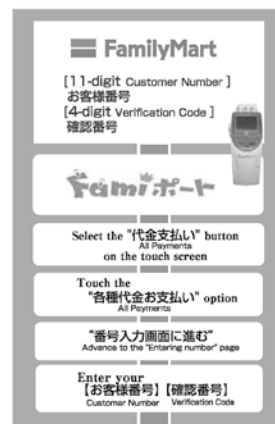 FamilyMart
[11-digit Customer Number]
お客様番号
[4-digit Verification Code]
確認番号
Famiポート
Select the "代金支払い" button
All Payments
on the touch screen
Touch the
"各種代金お支払い" option
All Payments
"番号入力画面に進む"
Advance to the "Entering number" page
Enter your
【お客様番号】【確認番号】
Customer Number Verification Code